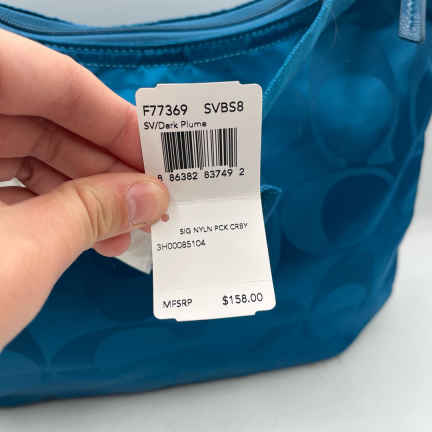 F77369 SVBS8
SV/Dark Plume
8 86382 83749 2
SIG NYLN PCK CRBY
3H00085104
MFSRP $158.00